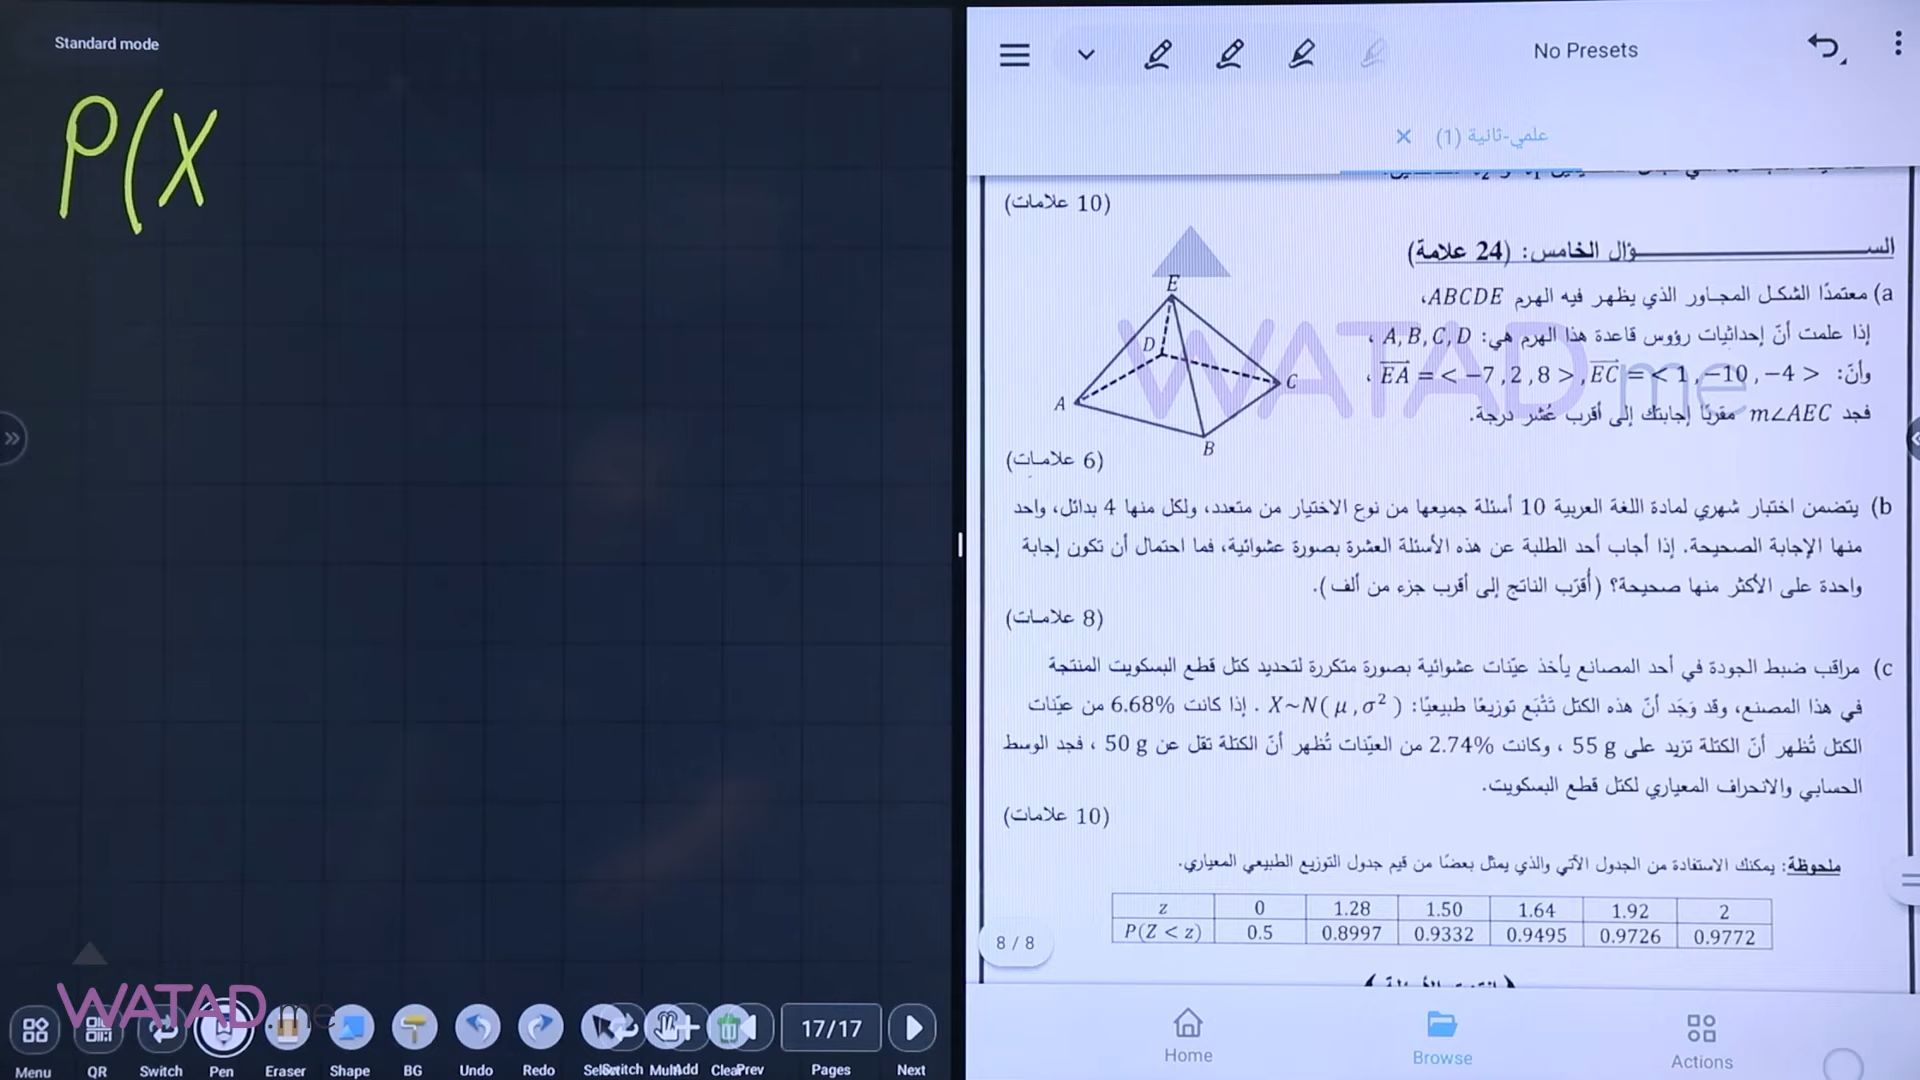 Standard mode
P(X
No Presets
علمي-ثانية (1)
(10 علامات)
الســـؤال الخامس: (24 علامة)
a) معتمدًا الشكل المجاور الذي يظهر فيه الهرم ABCDE،
إذا علمت أنّ إحداثيات رؤوس قاعدة هذا الهرم هي: A, B, C, D ،
وأنّ: EA = < −7 , 2 , 8 > , EC = < 1 , −10 , −4 > ،
فجد m∠AEC مقربًا إجابتك إلى أقرب عُشر درجة.
E
D
C
A
B
(6 علامات)
b) يتضمن اختبار شهري لمادة اللغة العربية 10 أسئلة جميعها من نوع الاختيار من متعدد، ولكل منها 4 بدائل، واحد
منها الإجابة الصحيحة. إذا أجاب أحد الطلبة عن هذه الأسئلة العشرة بصورة عشوائية، فما احتمال أن تكون إجابة
واحدة على الأكثر منها صحيحة؟ (أُقرّب الناتج إلى أقرب جزء من ألف).
(8 علامات)
c) مراقب ضبط الجودة في أحد المصانع يأخذ عيّنات عشوائية بصورة متكررة لتحديد كتل قطع البسكويت المنتجة
في هذا المصنع، وقد وَجَد أنّ هذه الكتل تَتْبَع توزيعًا طبيعيًا: X~N(μ, σ²) . إذا كانت 6.68% من عيّنات
الكتل تُظهر أنّ الكتلة تزيد على 55 g ، وكانت 2.74% من العيّنات تُظهر أنّ الكتلة تقل عن 50 g ، فجد الوسط
الحسابي والانحراف المعياري لكتل قطع البسكويت.
(10 علامات)
ملحوظة: يمكنك الاستفادة من الجدول الآتي والذي يمثل بعضًا من قيم جدول التوزيع الطبيعي المعياري.
z 0 1.28 1.50 1.64 1.92 2
P(Z < z) 0.5 0.8997 0.9332 0.9495 0.9726 0.9772
8 / 8
WATAD.me
WATAD.me
17/17
Menu QR Switch Pen Eraser Shape BG Undo Redo Select Switch Multi Add Clear Prev Pages Next
Home Browse Actions